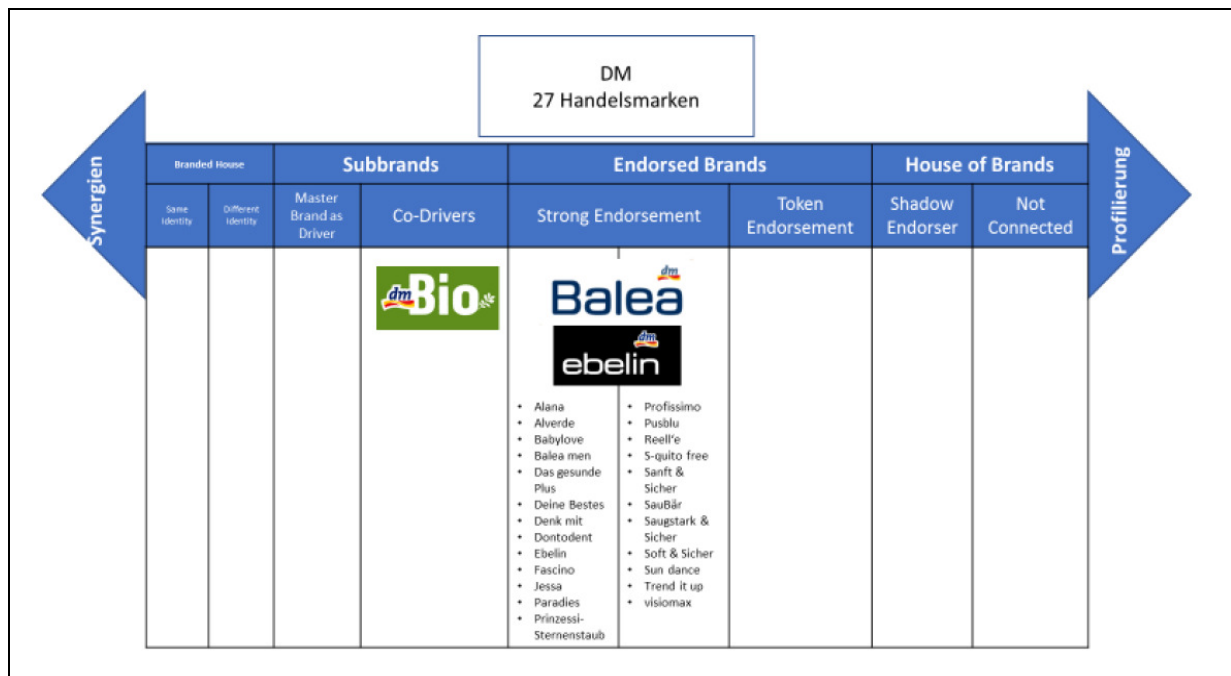 DM
27 Handelsmarken
Synergien
Branded House
Subbrands
Endorsed Brands
House of Brands
Profilierung
Same
Identity
Different
Identity
Master
Brand as
Driver
Co-Drivers
Strong Endorsement
Token
Endorsement
Shadow
Endorser
Not
Connected
dmBio
dm
Balea
dm
ebelin
• Alana
• Alverde
• Babylove
• Balea men
• Das gesunde
Plus
• Deine Bestes
• Denk mit
• Dontodent
• Ebelin
• Fascino
• Jessa
• Paradies
• Prinzessi-
Sternenstaub
• Profissimo
• Pusblu
• Reell'e
• S-quito free
• Sanft &
Sicher
• SauBär
• Saugstark &
Sicher
• Soft & Sicher
• Sun dance
• Trend it up
• visiomax